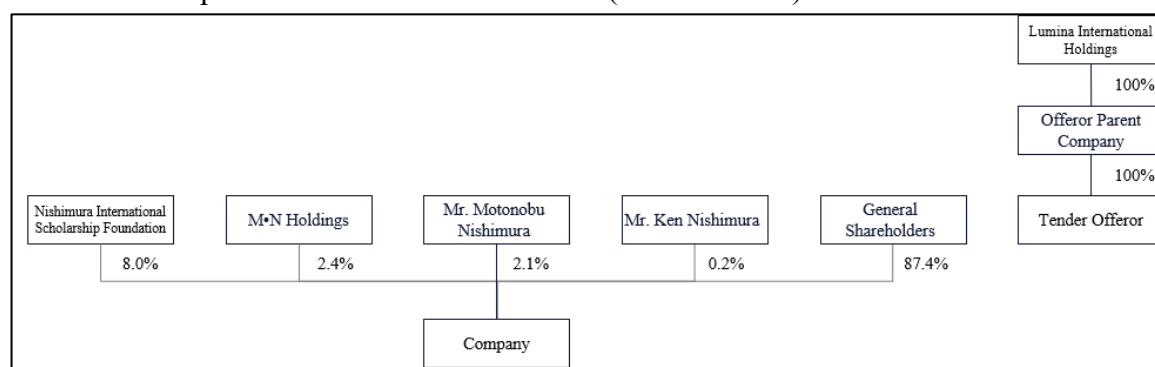 Lumina International
Holdings
100%
Offeror Parent
Company
100%
Nishimura International
Scholarship Foundation
M•N Holdings
Mr. Motonobu
Nishimura
Mr. Ken Nishimura
General
Shareholders
Tender Offeror
8.0%
2.4%
2.1%
0.2%
87.4%
Company